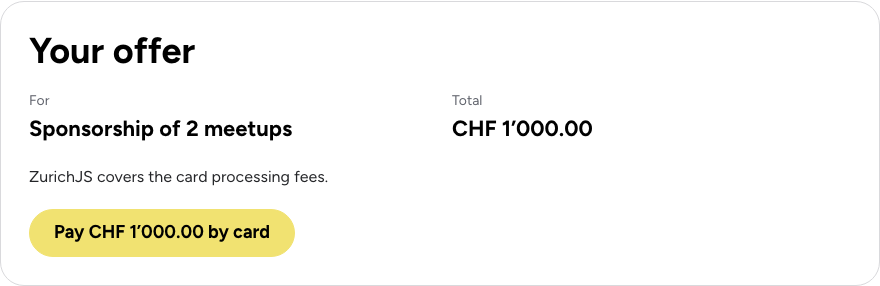 Your offer
For
Sponsorship of 2 meetups
Total
CHF 1’000.00
ZurichJS covers the card processing fees.
Pay CHF 1’000.00 by card